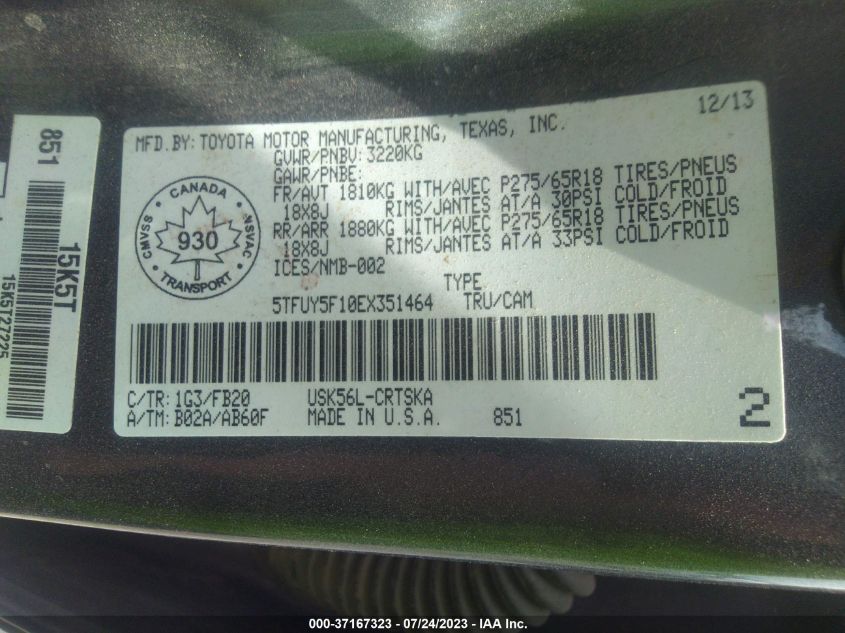 12/13
MFD.BY: TOYOTA MOTOR MANUFACTURING, TEXAS, INC.
GVWR/PNBV: 3220KG
GAWR/PNBE:
FR/AVT 1810KG WITH/AVEC P275/65R18 TIRES/PNEUS
18X8J RIMS/JANTES AT/A 30PSI COLD/FROID
RR/ARR 1880KG WITH/AVEC P275/65R18 TIRES/PNEUS
18X8J RIMS/JANTES AT/A 33PSI COLD/FROID
ICES/NMB-002
CANADA
CMVSS
930
NSVAC
TRANSPORT
TYPE
5TFUY5F10EX351464 TRU/CAM
C/TR: 1G3/FB20 USK56L-CRTSKA
A/TM: B02A/AB60F MADE IN U.S.A. 851
2
851
15K5T
15K5T27225
000-37167323 - 07/24/2023 - IAA Inc.